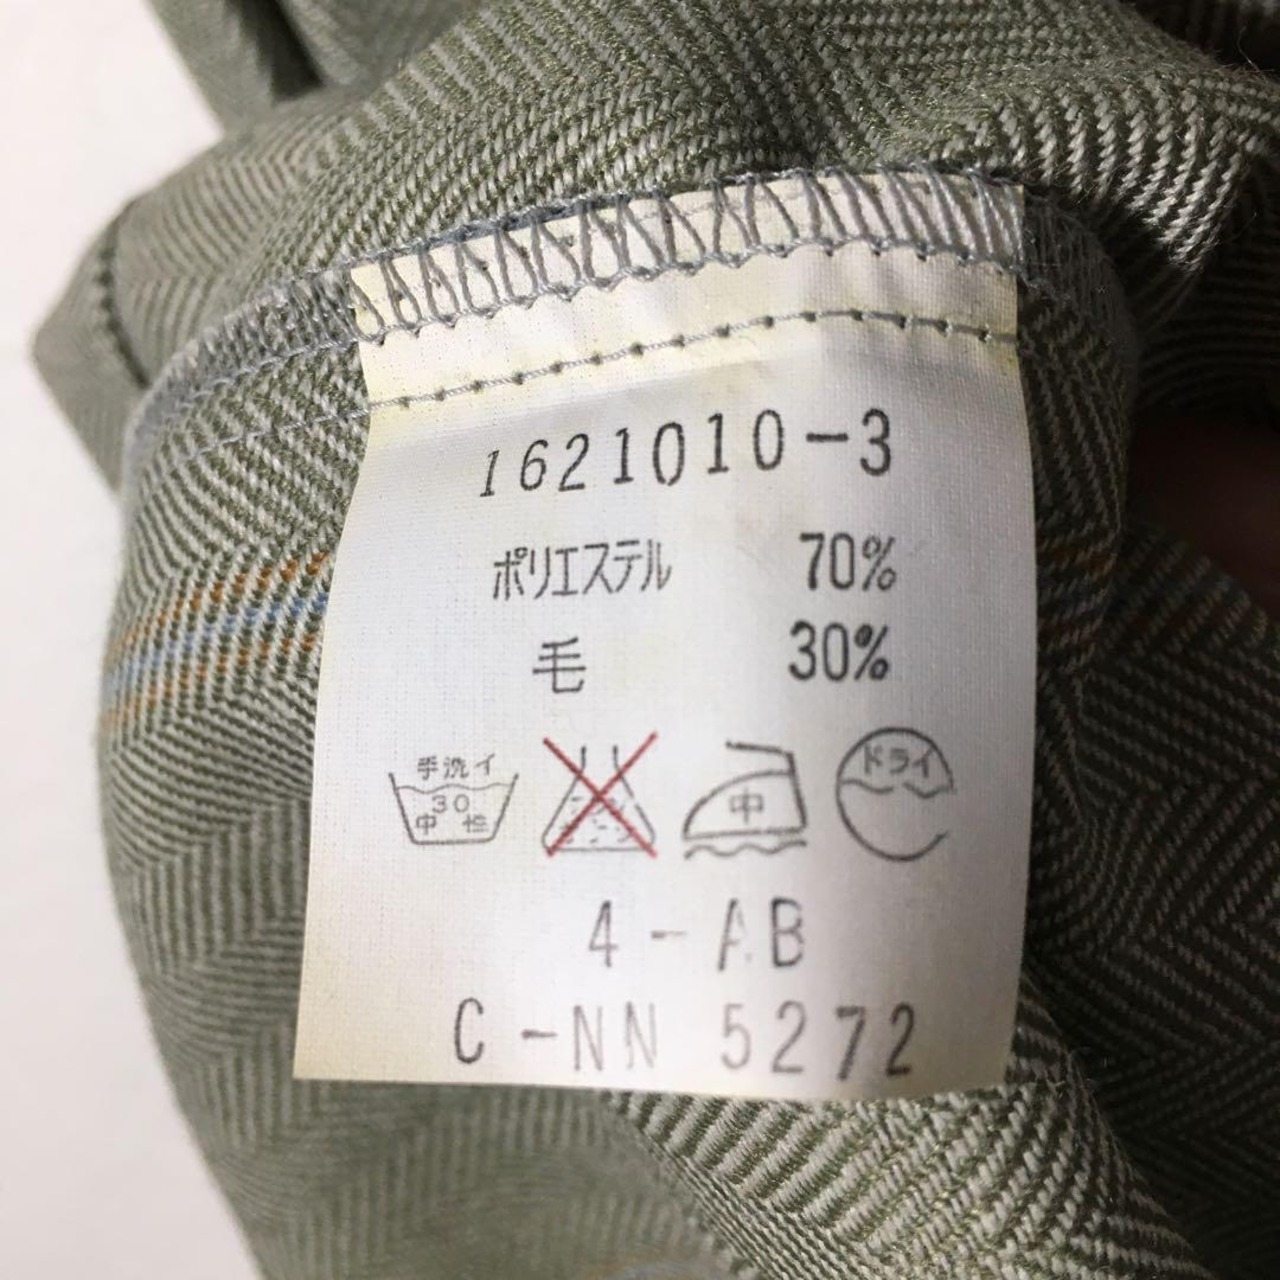 1621010-3
ポリエステル 70%
毛 30%
手洗イ 30 中性 中 ドライ
4-AB
C-NN 5272